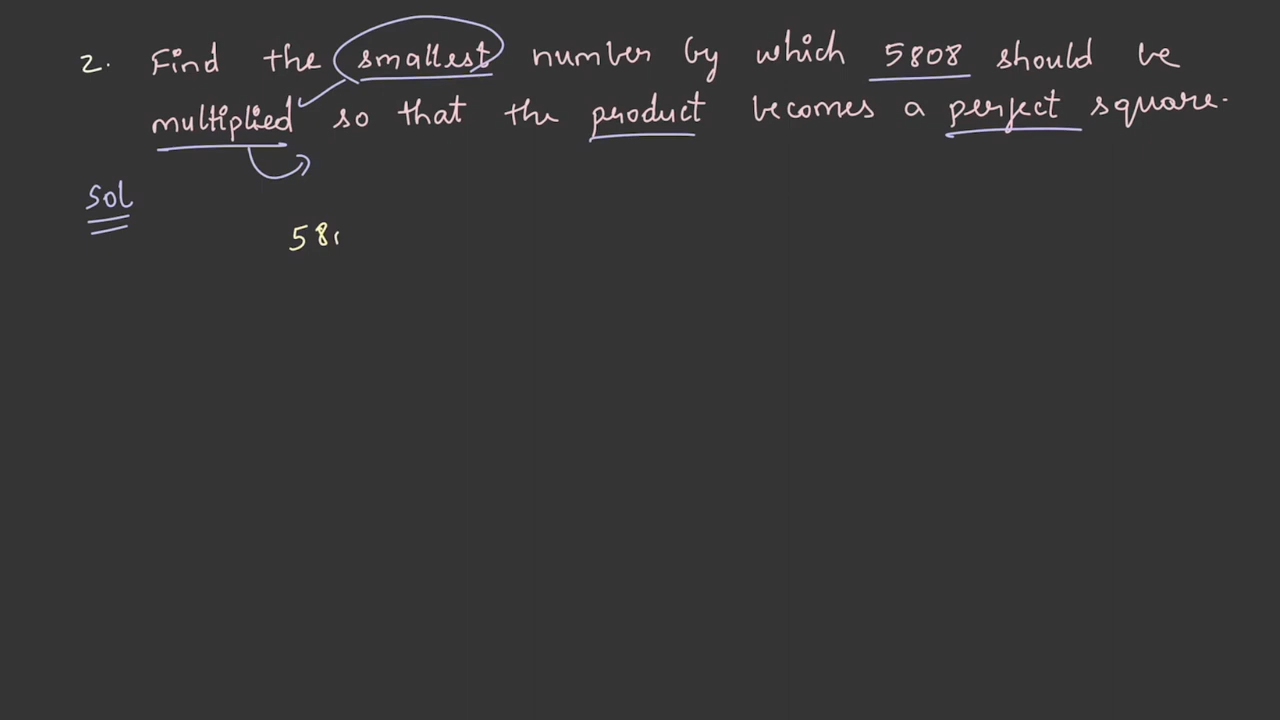 2. Find the smallest number by which 5808 should be
multiplied so that the product becomes a perfect square.
Sol
58